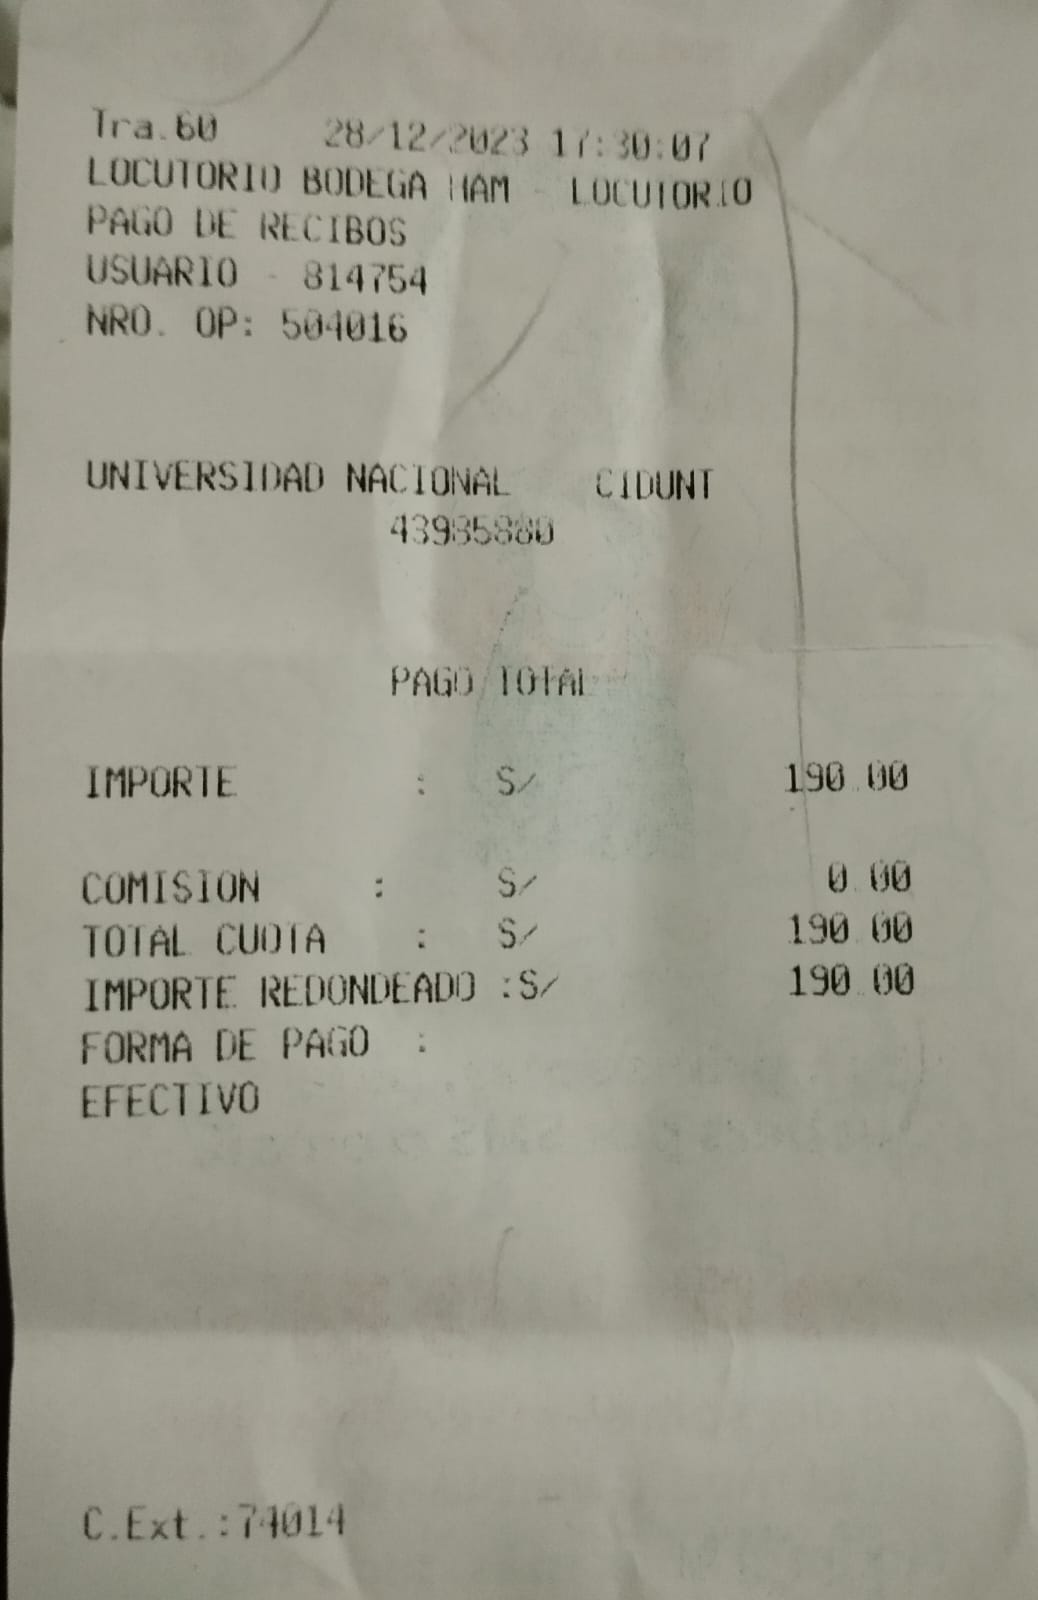 Tra.60 28/12/2023 17:30:07
LOCUTORIO BODEGA HAM - LOCUTORIO
PAGO DE RECIBOS
USUARIO - 814754
NRO. OP: 504016
UNIVERSIDAD NACIONAL CIDUNT
43985880
PAGO TOTAL
IMPORTE : S/ 190.00
COMISION : S/ 0.00
TOTAL CUOTA : S/ 190.00
IMPORTE REDONDEADO :S/ 190.00
FORMA DE PAGO :
EFECTIVO
C.Ext.:74014